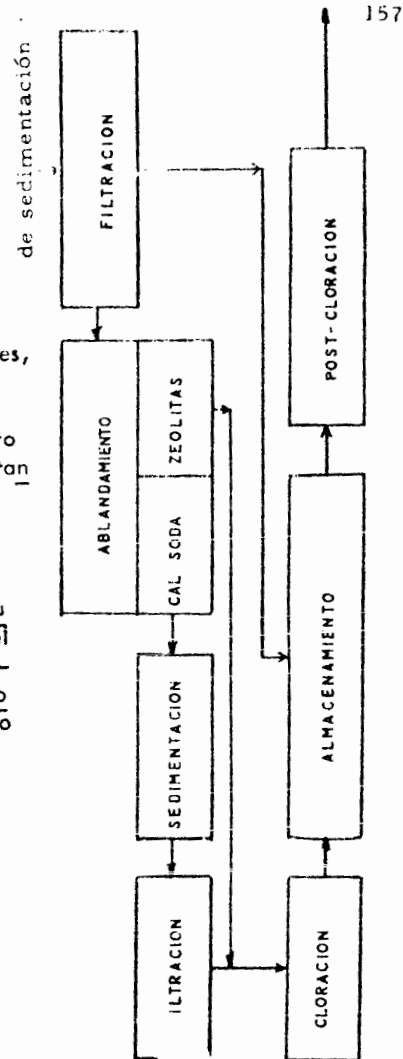 157
de sedimentación
FILTRACION
es,
ABLANDAMIENTO
ZEOLITAS
CAL SODA
SEDIMENTACION
ILTRACION
CLORACION
ALMACENAMIENTO
POST-CLORACION